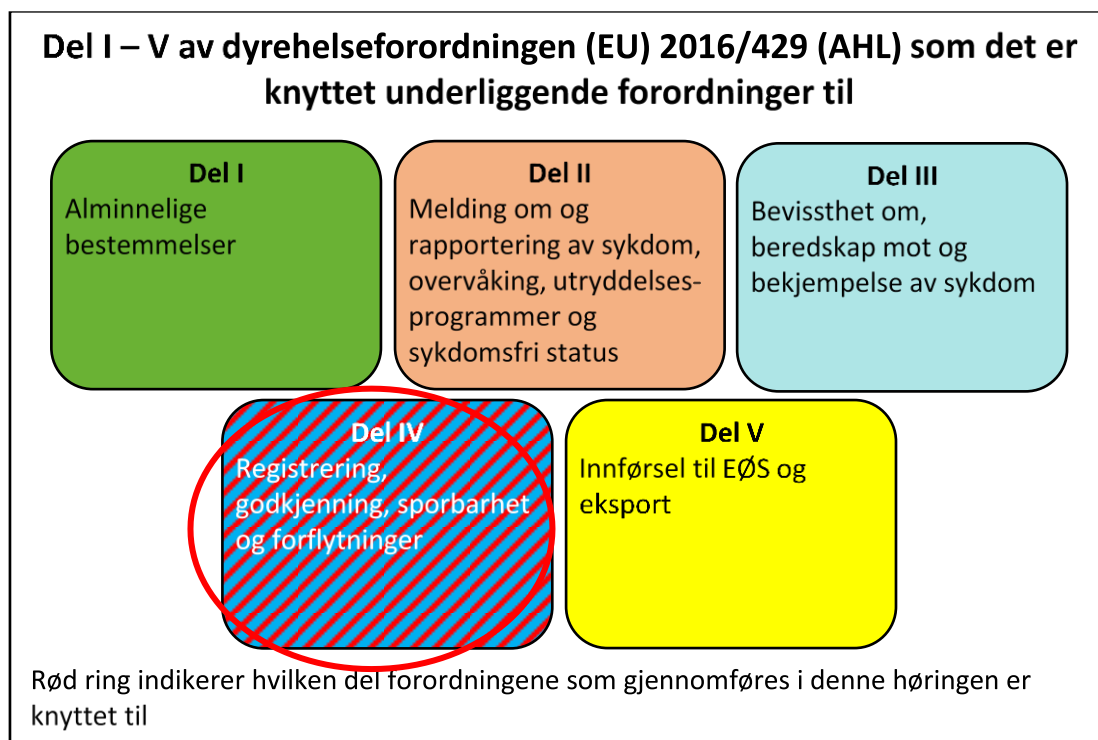 Del I – V av dyrehelseforordningen (EU) 2016/429 (AHL) som det er
knyttet underliggende forordninger til
Del I
Alminnelige
bestemmelser
Del II
Melding om og
rapportering av sykdom,
overvåking, utryddelses-
programmer og
sykdomsfri status
Del III
Bevissthet om,
beredskap mot og
bekjempelse av sykdom
Del IV
Registrering,
godkjenning, sporbarhet
og forflytninger
Del V
Innførsel til EØS og
eksport
Rød ring indikerer hvilken del forordningene som gjennomføres i denne høringen er
knyttet til